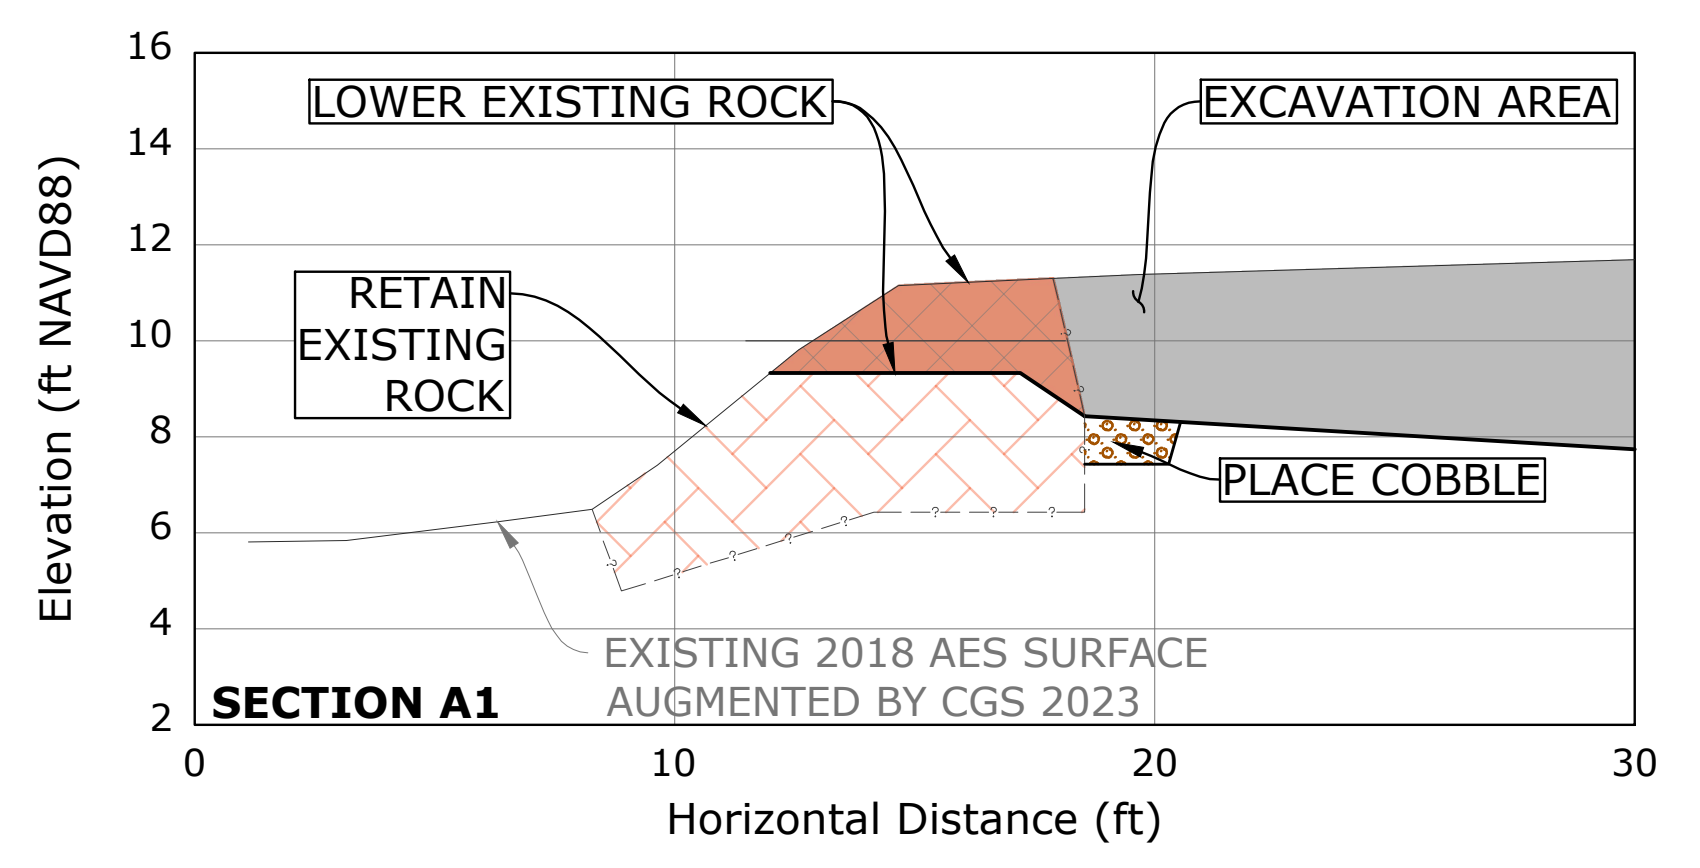 16
14
12
10
8
6
4
2
Elevation (ft NAVD88)
LOWER EXISTING ROCK
EXCAVATION AREA
RETAIN
EXISTING
ROCK
PLACE COBBLE
EXISTING 2018 AES SURFACE
AUGMENTED BY CGS 2023
SECTION A1
? ? ? ? ? ? ? ? ? ? ?
0 10 20 30
Horizontal Distance (ft)